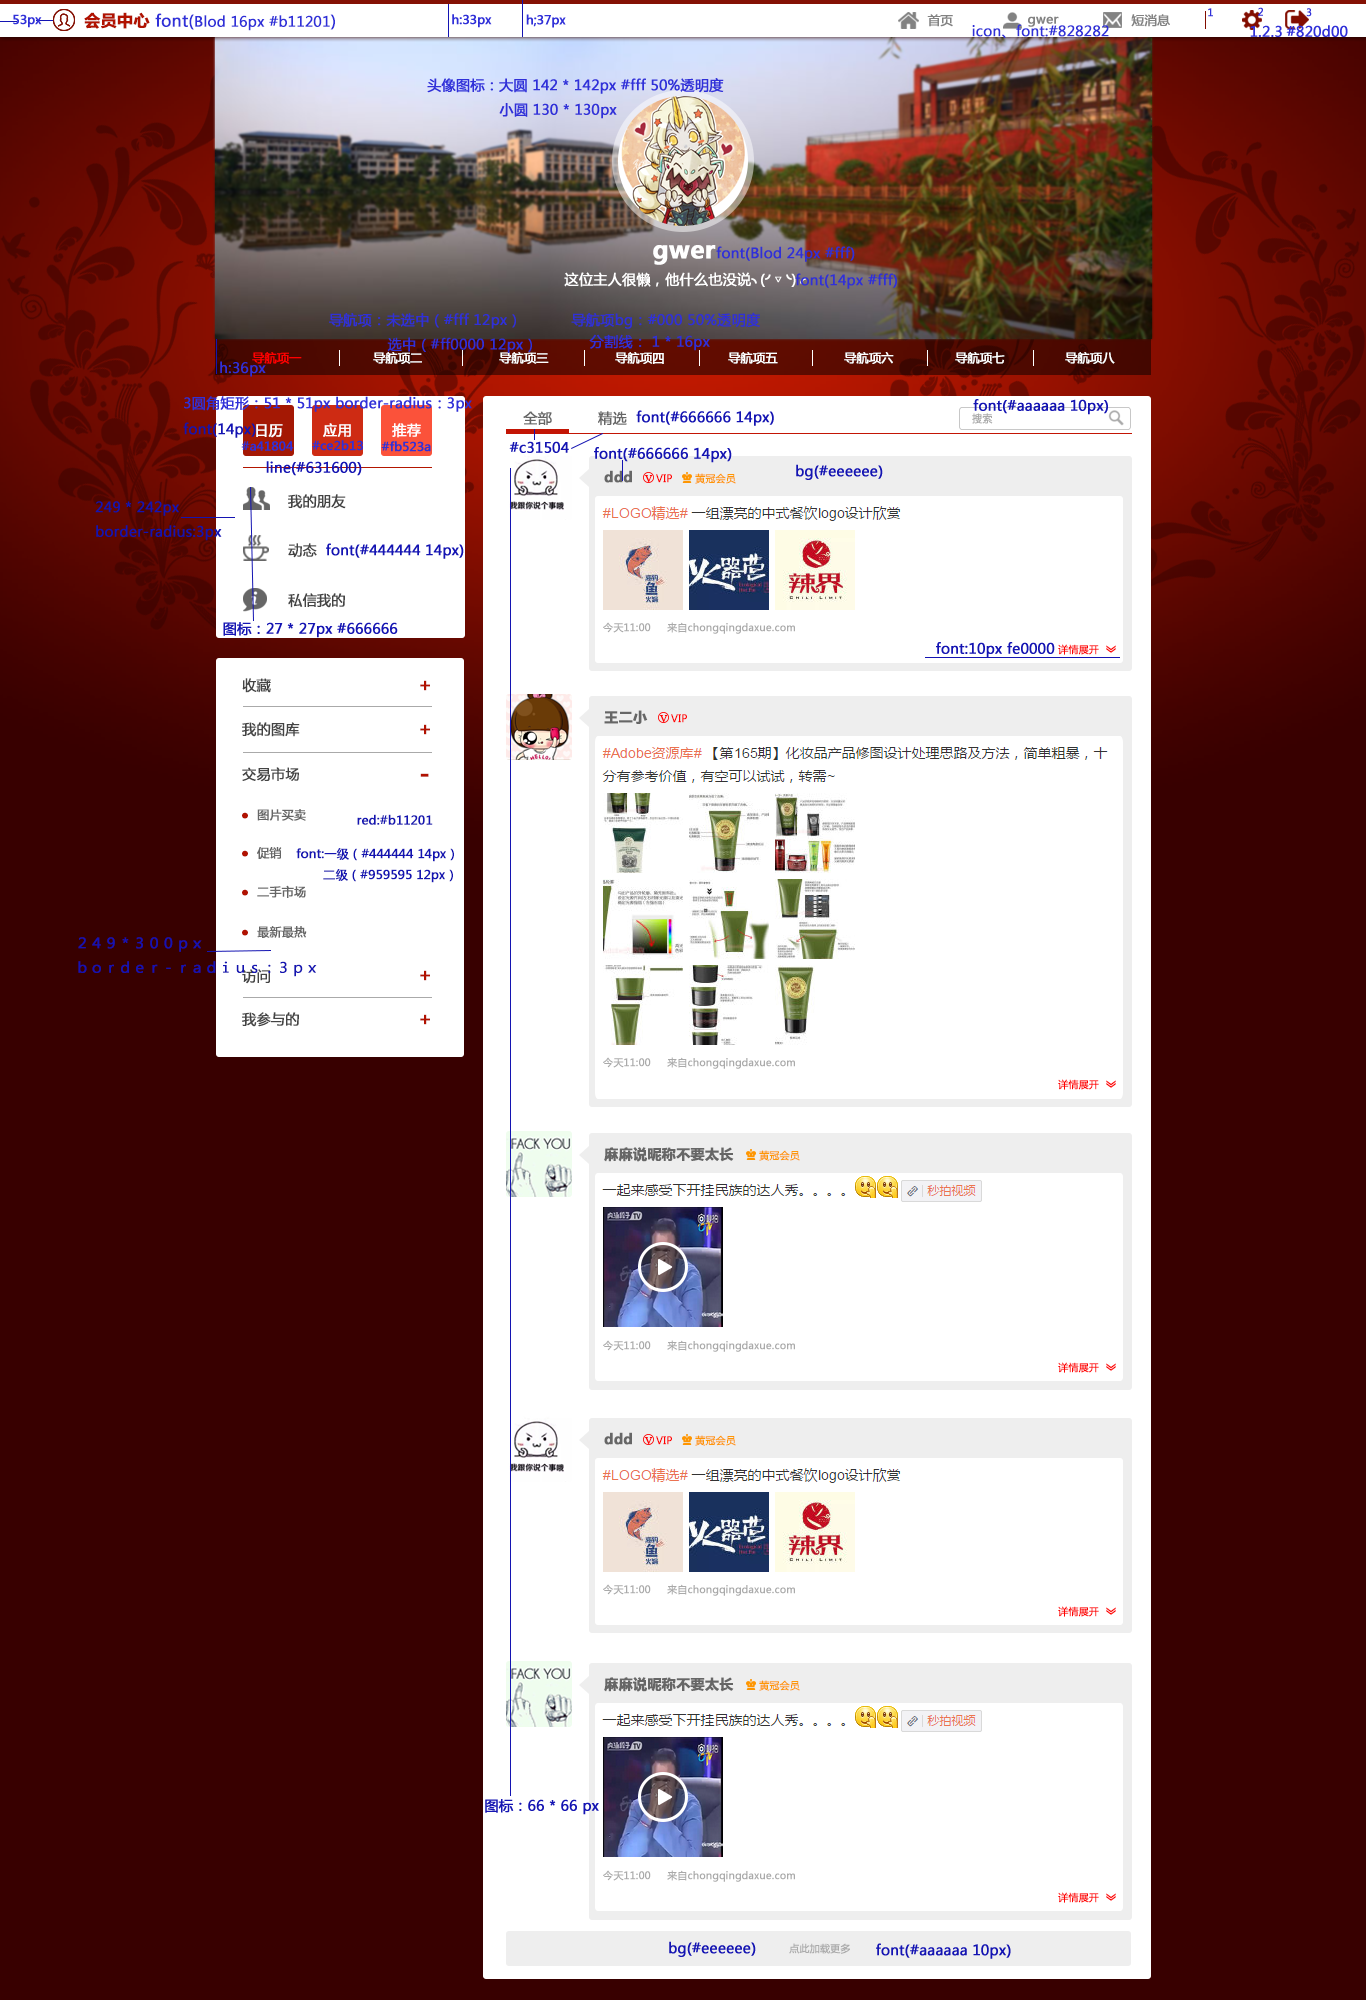 53px 会员中心 font(Blod 16px #b11201) h:33px h;37px 首页 gwer 短消息 1 2 3
icon、font:#828282 1,2,3 #820d00
头像图标：大圆 142 * 142px #fff 50%透明度
小圆 130 * 130px
gwer font(Blod 24px #fff)
这位主人很懒，他什么也没说 font(14px #fff)
导航项：未选中（ #fff 12px ） 导航项bg：#000 50%透明度
选中（ #ff0000 12px ） 分割线： 1 * 16px
导航项一 导航项二 导航项三 导航项四 导航项五 导航项六 导航项七 导航项八
h:36px
3圆角矩形：51 * 51px border-radius：3px
font(14px) 日历 应用 推荐
#a41804 #ce2b13 #fb523a
line(#631600)
249 * 242px
border-radius:3px
我的朋友
动态 font(#444444 14px)
私信我的
图标：27 * 27px #666666
收藏 +
我的图库 +
交易市场 -
图片买卖 red:#b11201
促销 font:一级（ #444444 14px ）
二级（ #959595 12px ）
二手市场
最新最热
249*300px
border-radius:3px
访问 +
我参与的 +
全部 精选 font(#666666 14px) font(#aaaaaa 10px)
搜索
#c31504 font(#666666 14px)
bg(#eeeeee)
ddd VIP 黄冠会员
我跟你说个事哦
#LOGO精选# 一组漂亮的中式餐饮logo设计欣赏
鱼 火锅 火器营 辣界 CHILI LIMIT
今天11:00 来自chongqingdaxue.com
font:10px fe0000 详情展开
王二小 VIP
HELLO
#Adobe资源库# 【第165期】化妆品产品修图设计处理思路及方法，简单粗暴，十
分有参考价值，有空可以试试，转需~
今天11:00 来自chongqingdaxue.com
详情展开
FACK YOU
麻麻说昵称不要太长 黄冠会员
一起来感受下开挂民族的达人秀。。。。 秒拍视频
今天11:00 来自chongqingdaxue.com
详情展开
ddd VIP 黄冠会员
我跟你说个事哦
#LOGO精选# 一组漂亮的中式餐饮logo设计欣赏
鱼 火锅 火器营 辣界 CHILI LIMIT
今天11:00 来自chongqingdaxue.com
详情展开
FACK YOU
麻麻说昵称不要太长 黄冠会员
一起来感受下开挂民族的达人秀。。。。 秒拍视频
图标：66 * 66 px
今天11:00 来自chongqingdaxue.com
详情展开
bg(#eeeeee) 点此加载更多 font(#aaaaaa 10px)